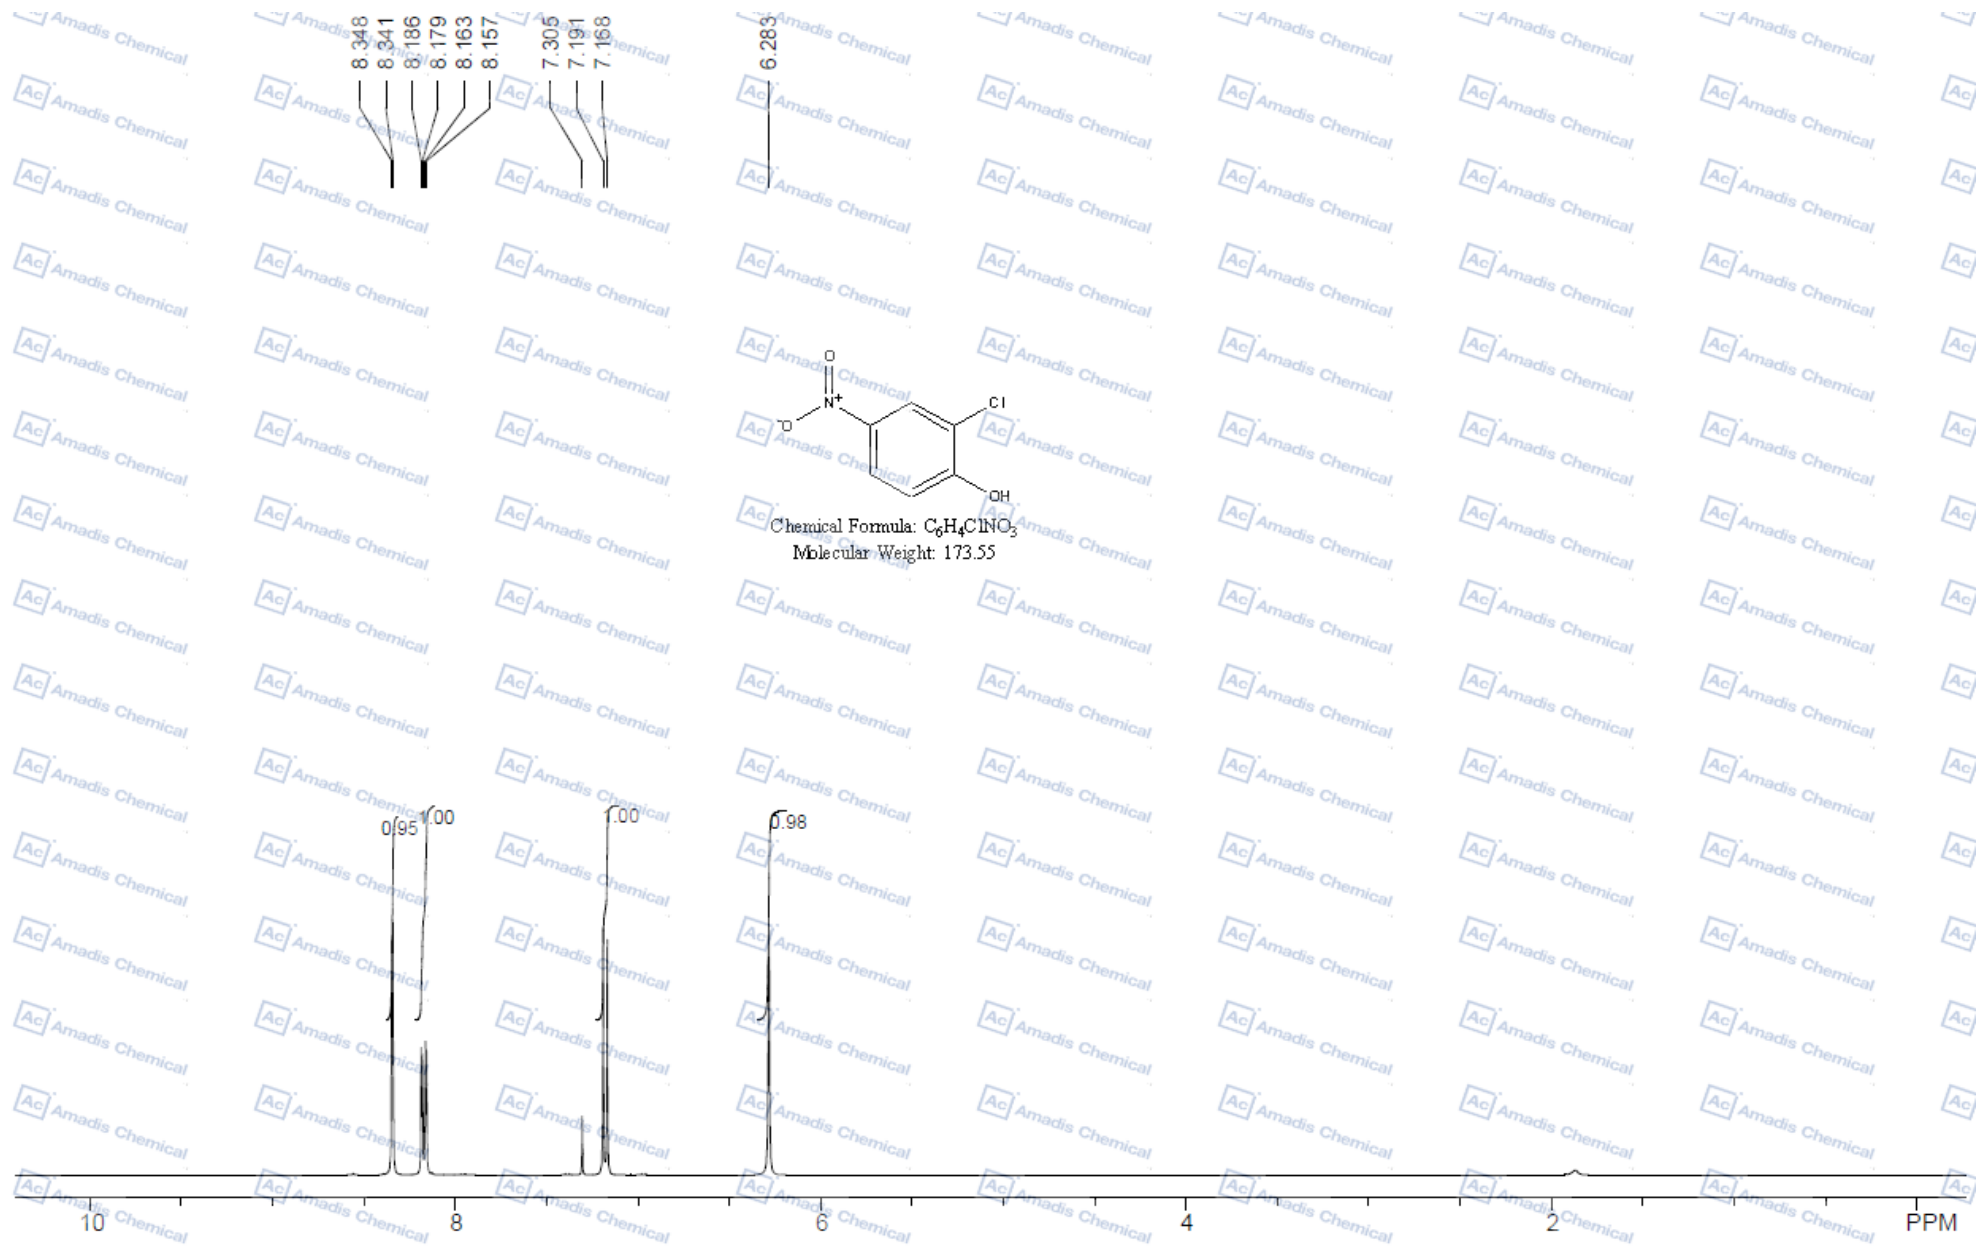 8.348
8.341
8.186
8.179
8.163
8.157
7.305
7.191
7.168
6.283
O
N+
-O
Cl
OH
Chemical Formula: C6H4ClNO3
Molecular Weight: 173.55
0.95
1.00
1.00
0.98
10
8
6
4
2
PPM
Ac Amadis Chemical